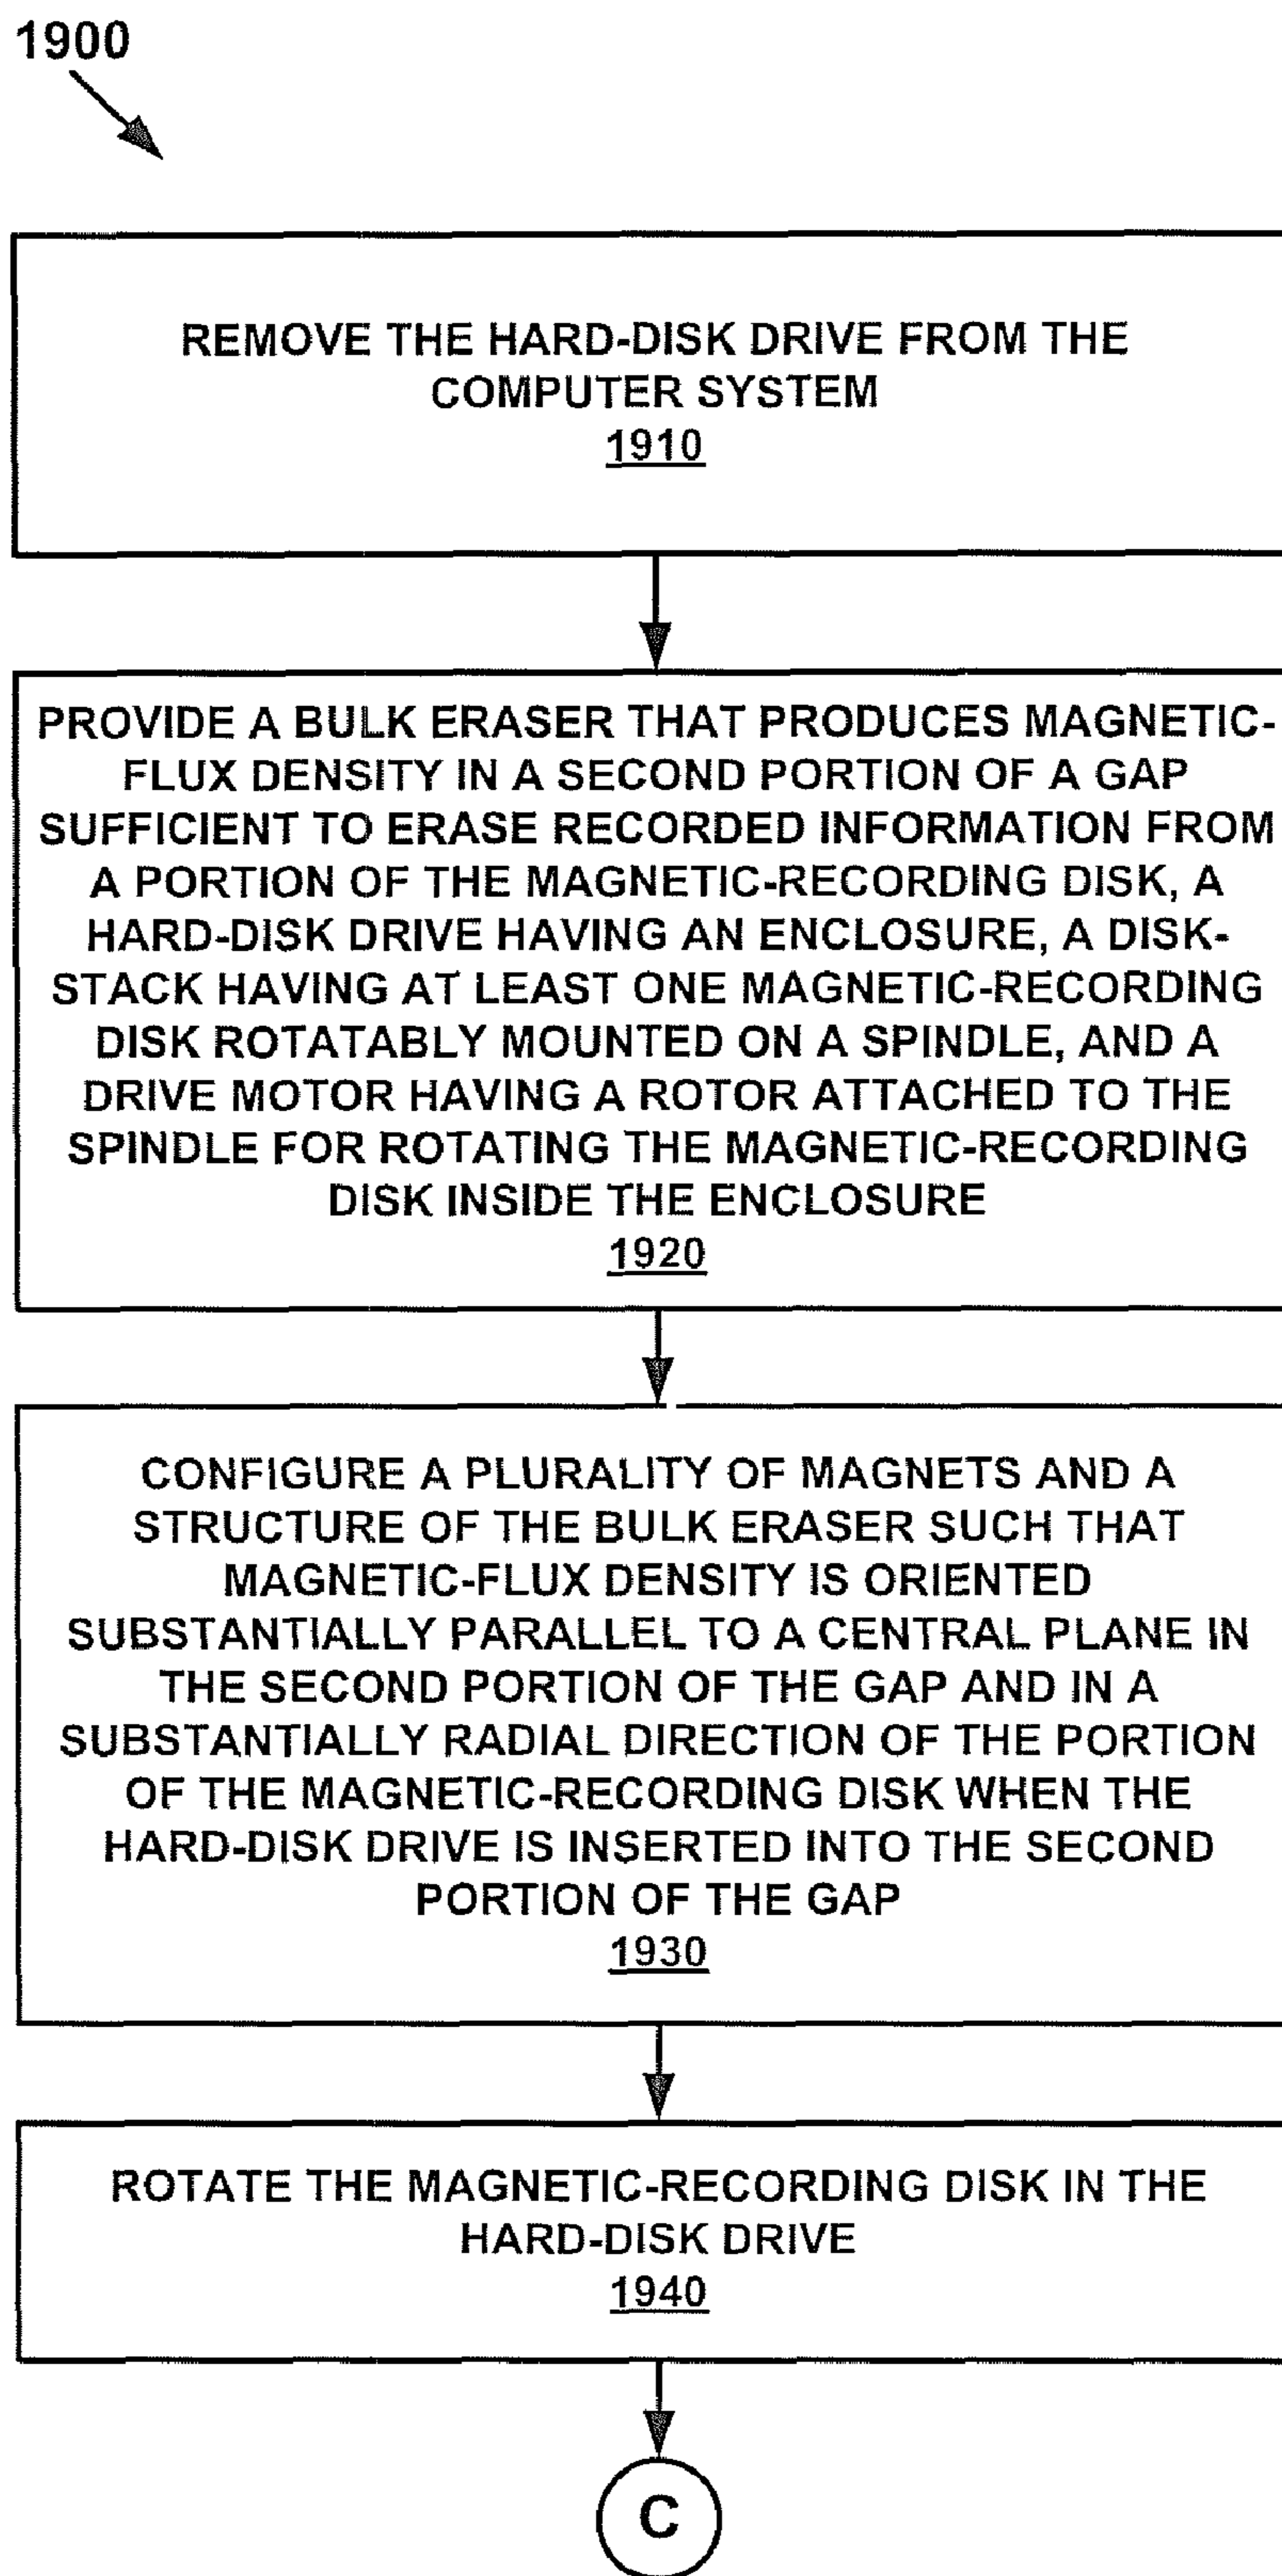 1900
REMOVE THE HARD-DISK DRIVE FROM THE
COMPUTER SYSTEM
1910
PROVIDE A BULK ERASER THAT PRODUCES MAGNETIC-
FLUX DENSITY IN A SECOND PORTION OF A GAP
SUFFICIENT TO ERASE RECORDED INFORMATION FROM
A PORTION OF THE MAGNETIC-RECORDING DISK, A
HARD-DISK DRIVE HAVING AN ENCLOSURE, A DISK-
STACK HAVING AT LEAST ONE MAGNETIC-RECORDING
DISK ROTATABLY MOUNTED ON A SPINDLE, AND A
DRIVE MOTOR HAVING A ROTOR ATTACHED TO THE
SPINDLE FOR ROTATING THE MAGNETIC-RECORDING
DISK INSIDE THE ENCLOSURE
1920
CONFIGURE A PLURALITY OF MAGNETS AND A
STRUCTURE OF THE BULK ERASER SUCH THAT
MAGNETIC-FLUX DENSITY IS ORIENTED
SUBSTANTIALLY PARALLEL TO A CENTRAL PLANE IN
THE SECOND PORTION OF THE GAP AND IN A
SUBSTANTIALLY RADIAL DIRECTION OF THE PORTION
OF THE MAGNETIC-RECORDING DISK WHEN THE
HARD-DISK DRIVE IS INSERTED INTO THE SECOND
PORTION OF THE GAP
1930
ROTATE THE MAGNETIC-RECORDING DISK IN THE
HARD-DISK DRIVE
1940
C